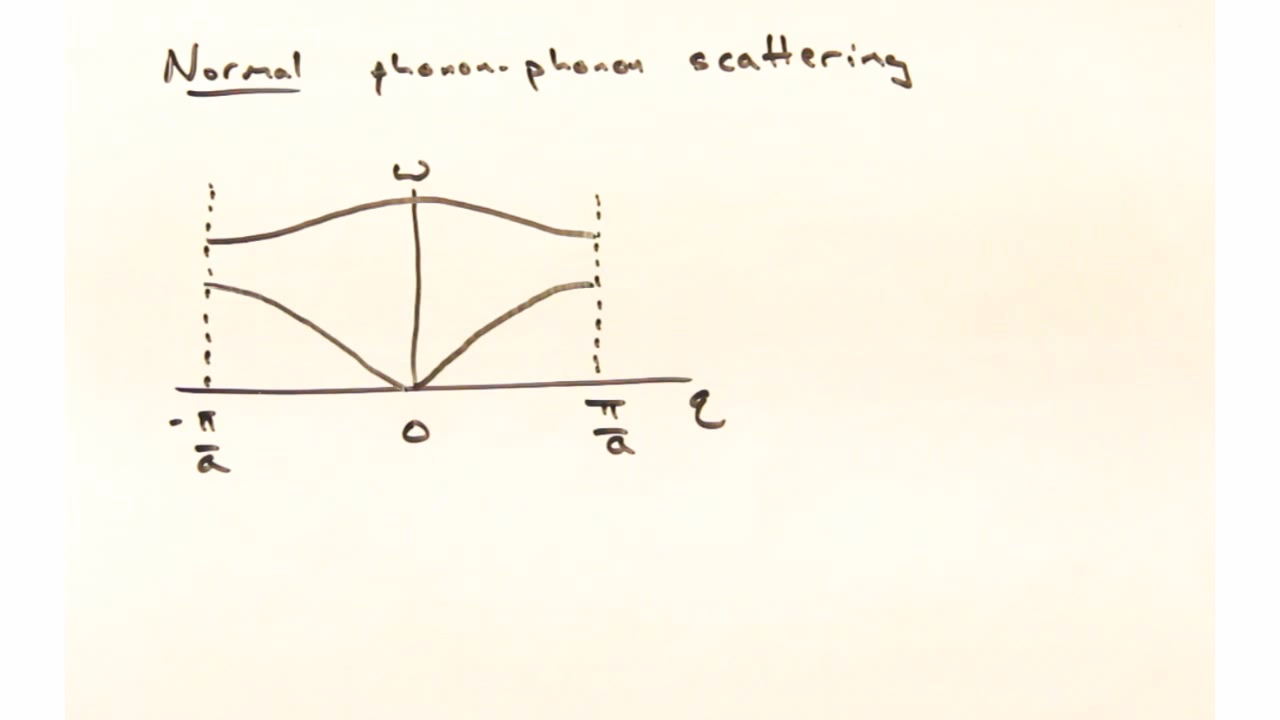 Normal phonon-phonon scattering
ω
-π/a 0 π/a q